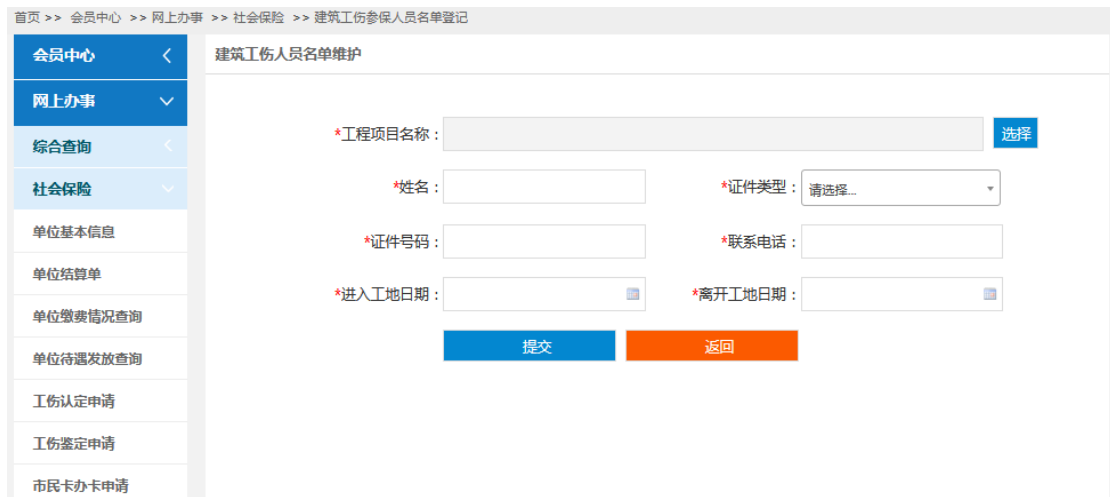 首页 >> 会员中心 >> 网上办事 >> 社会保险 >> 建筑工伤参保人员名单登记
会员中心
网上办事
综合查询
社会保险
单位基本信息
单位结算单
单位缴费情况查询
单位待遇发放查询
工伤认定申请
工伤鉴定申请
市民卡办卡申请
建筑工伤人员名单维护
*工程项目名称： 选择
*姓名： *证件类型： 请选择...
*证件号码： *联系电话：
*进入工地日期： *离开工地日期：
提交 返回